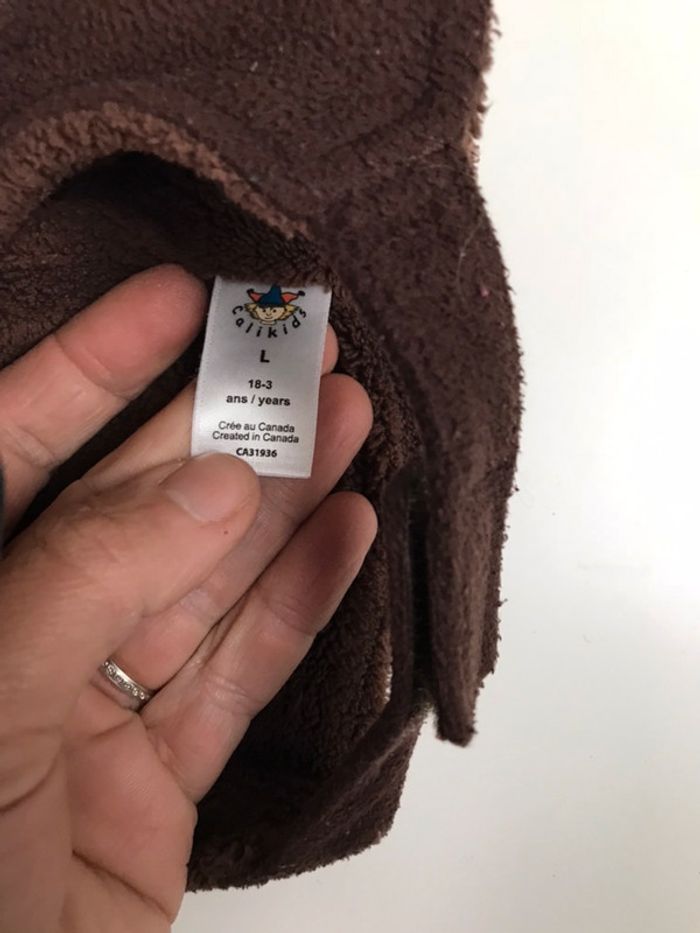 calikids
L
18-3
ans / years
Crée au Canada
Created in Canada
CA31936